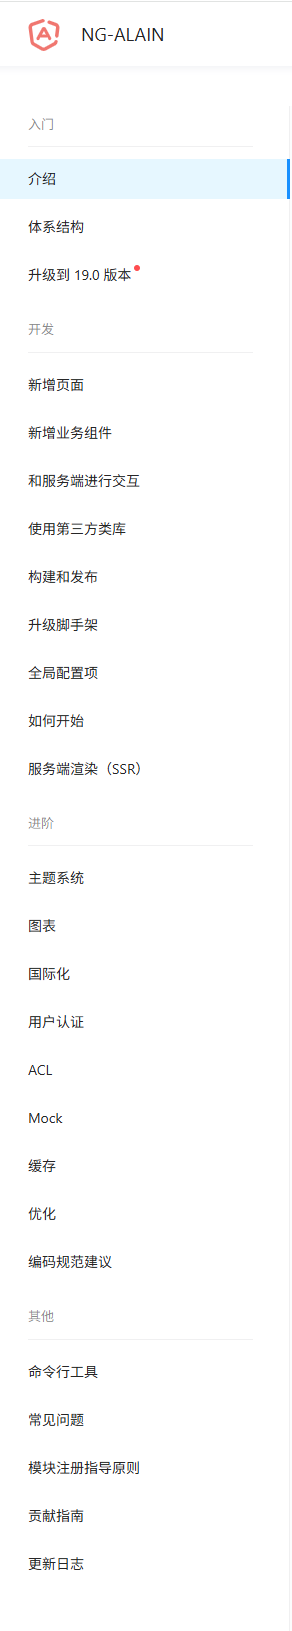 NG-ALAIN
入门
介绍
体系结构
升级到 19.0 版本
开发
新增页面
新增业务组件
和服务端进行交互
使用第三方类库
构建和发布
升级脚手架
全局配置项
如何开始
服务端渲染（SSR）
进阶
主题系统
图表
国际化
用户认证
ACL
Mock
缓存
优化
编码规范建议
其他
命令行工具
常见问题
模块注册指导原则
贡献指南
更新日志